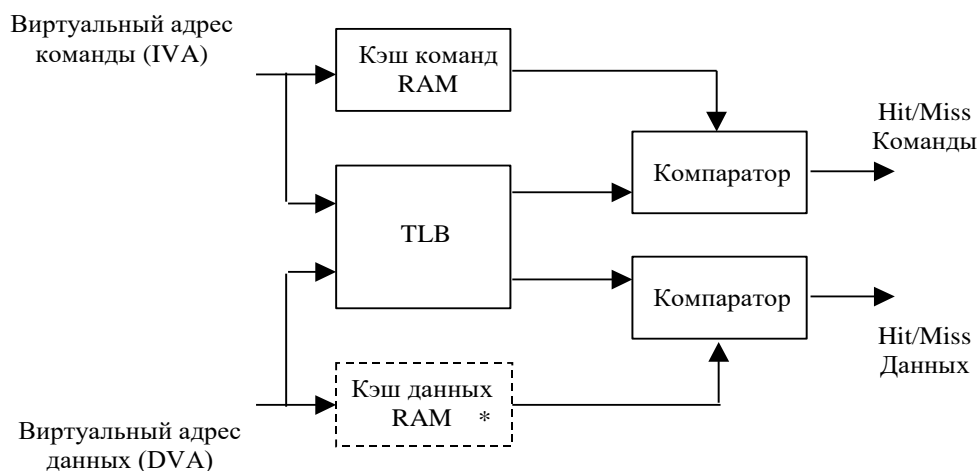 Виртуальный адрес
команды (IVA)
Кэш команд
RAM
Hit/Miss
Команды
Компаратор
TLB
Компаратор
Hit/Miss
Данных
Кэш данных
RAM *
Виртуальный адрес
данных (DVA)